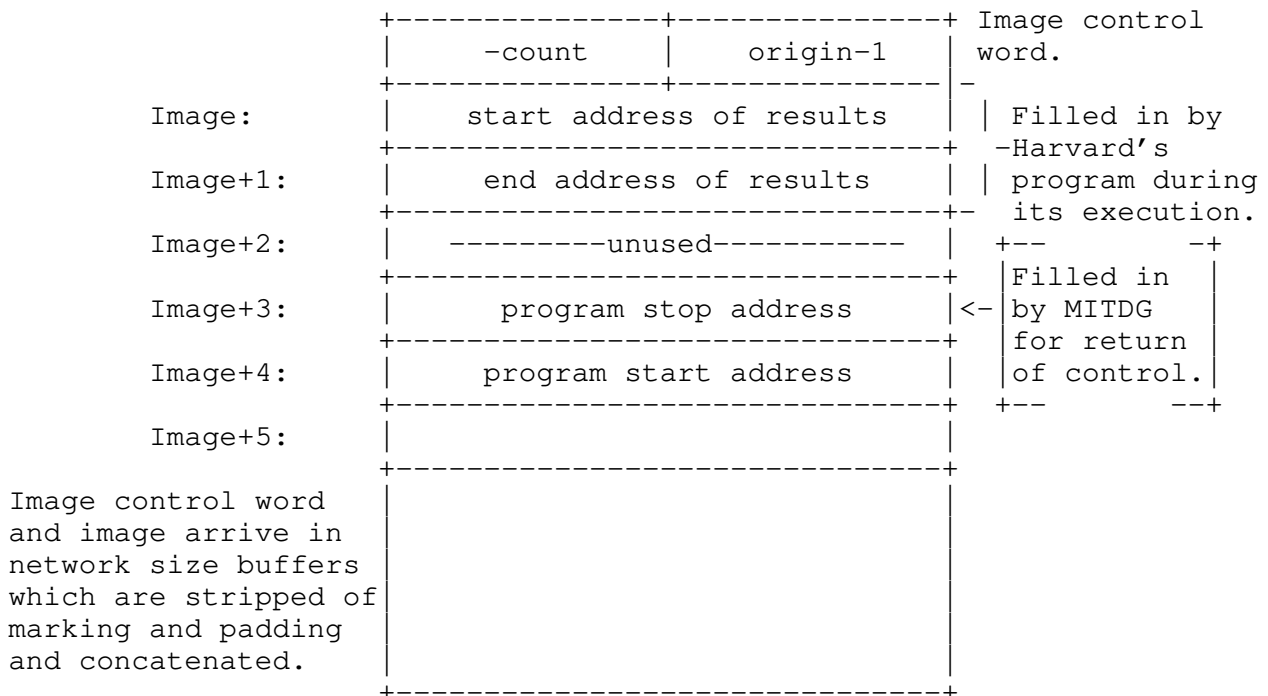 +---------------+---------------+ Image control
                      |     -count    |    origin-1   | word.
                      +---------------+---------------|-
        Image:        |    start address of results   | | Filled in by
                      +-------------------------------+  -Harvard's
        Image+1:      |     end address of results    | | program during
                      +-------------------------------+-  its execution.
        Image+2:      |   ---------unused-----------  |  +--        -+
                      +-------------------------------+  |Filled in  |
        Image+3:      |      program stop address     |<-|by MITDG   |
                      +-------------------------------+  |for return |
        Image+4:      |     program start address     |  |of control.|
                      +-------------------------------+  +--       --+
        Image+5:      |                               |
                      +-------------------------------+
Image control word    |                               |
and image arrive in   |                               |
network size buffers  |                               |
which are stripped of |                               |
marking and padding   |                               |
and concatenated.     |                               |
                      +-------------------------------+